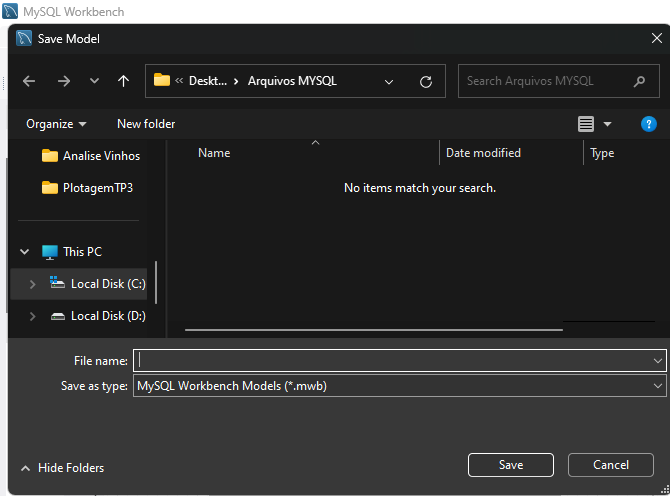 MySQL Workbench
Save Model
« Deskt... > Arquivos MYSQL
Search Arquivos MYSQL
Organize
New folder
?
Analise Vinhos
PlotagemTP3
This PC
Local Disk (C:)
Local Disk (D:)
Name
Date modified
Type
No items match your search.
File name:
Save as type:
MySQL Workbench Models (*.mwb)
Hide Folders
Save
Cancel